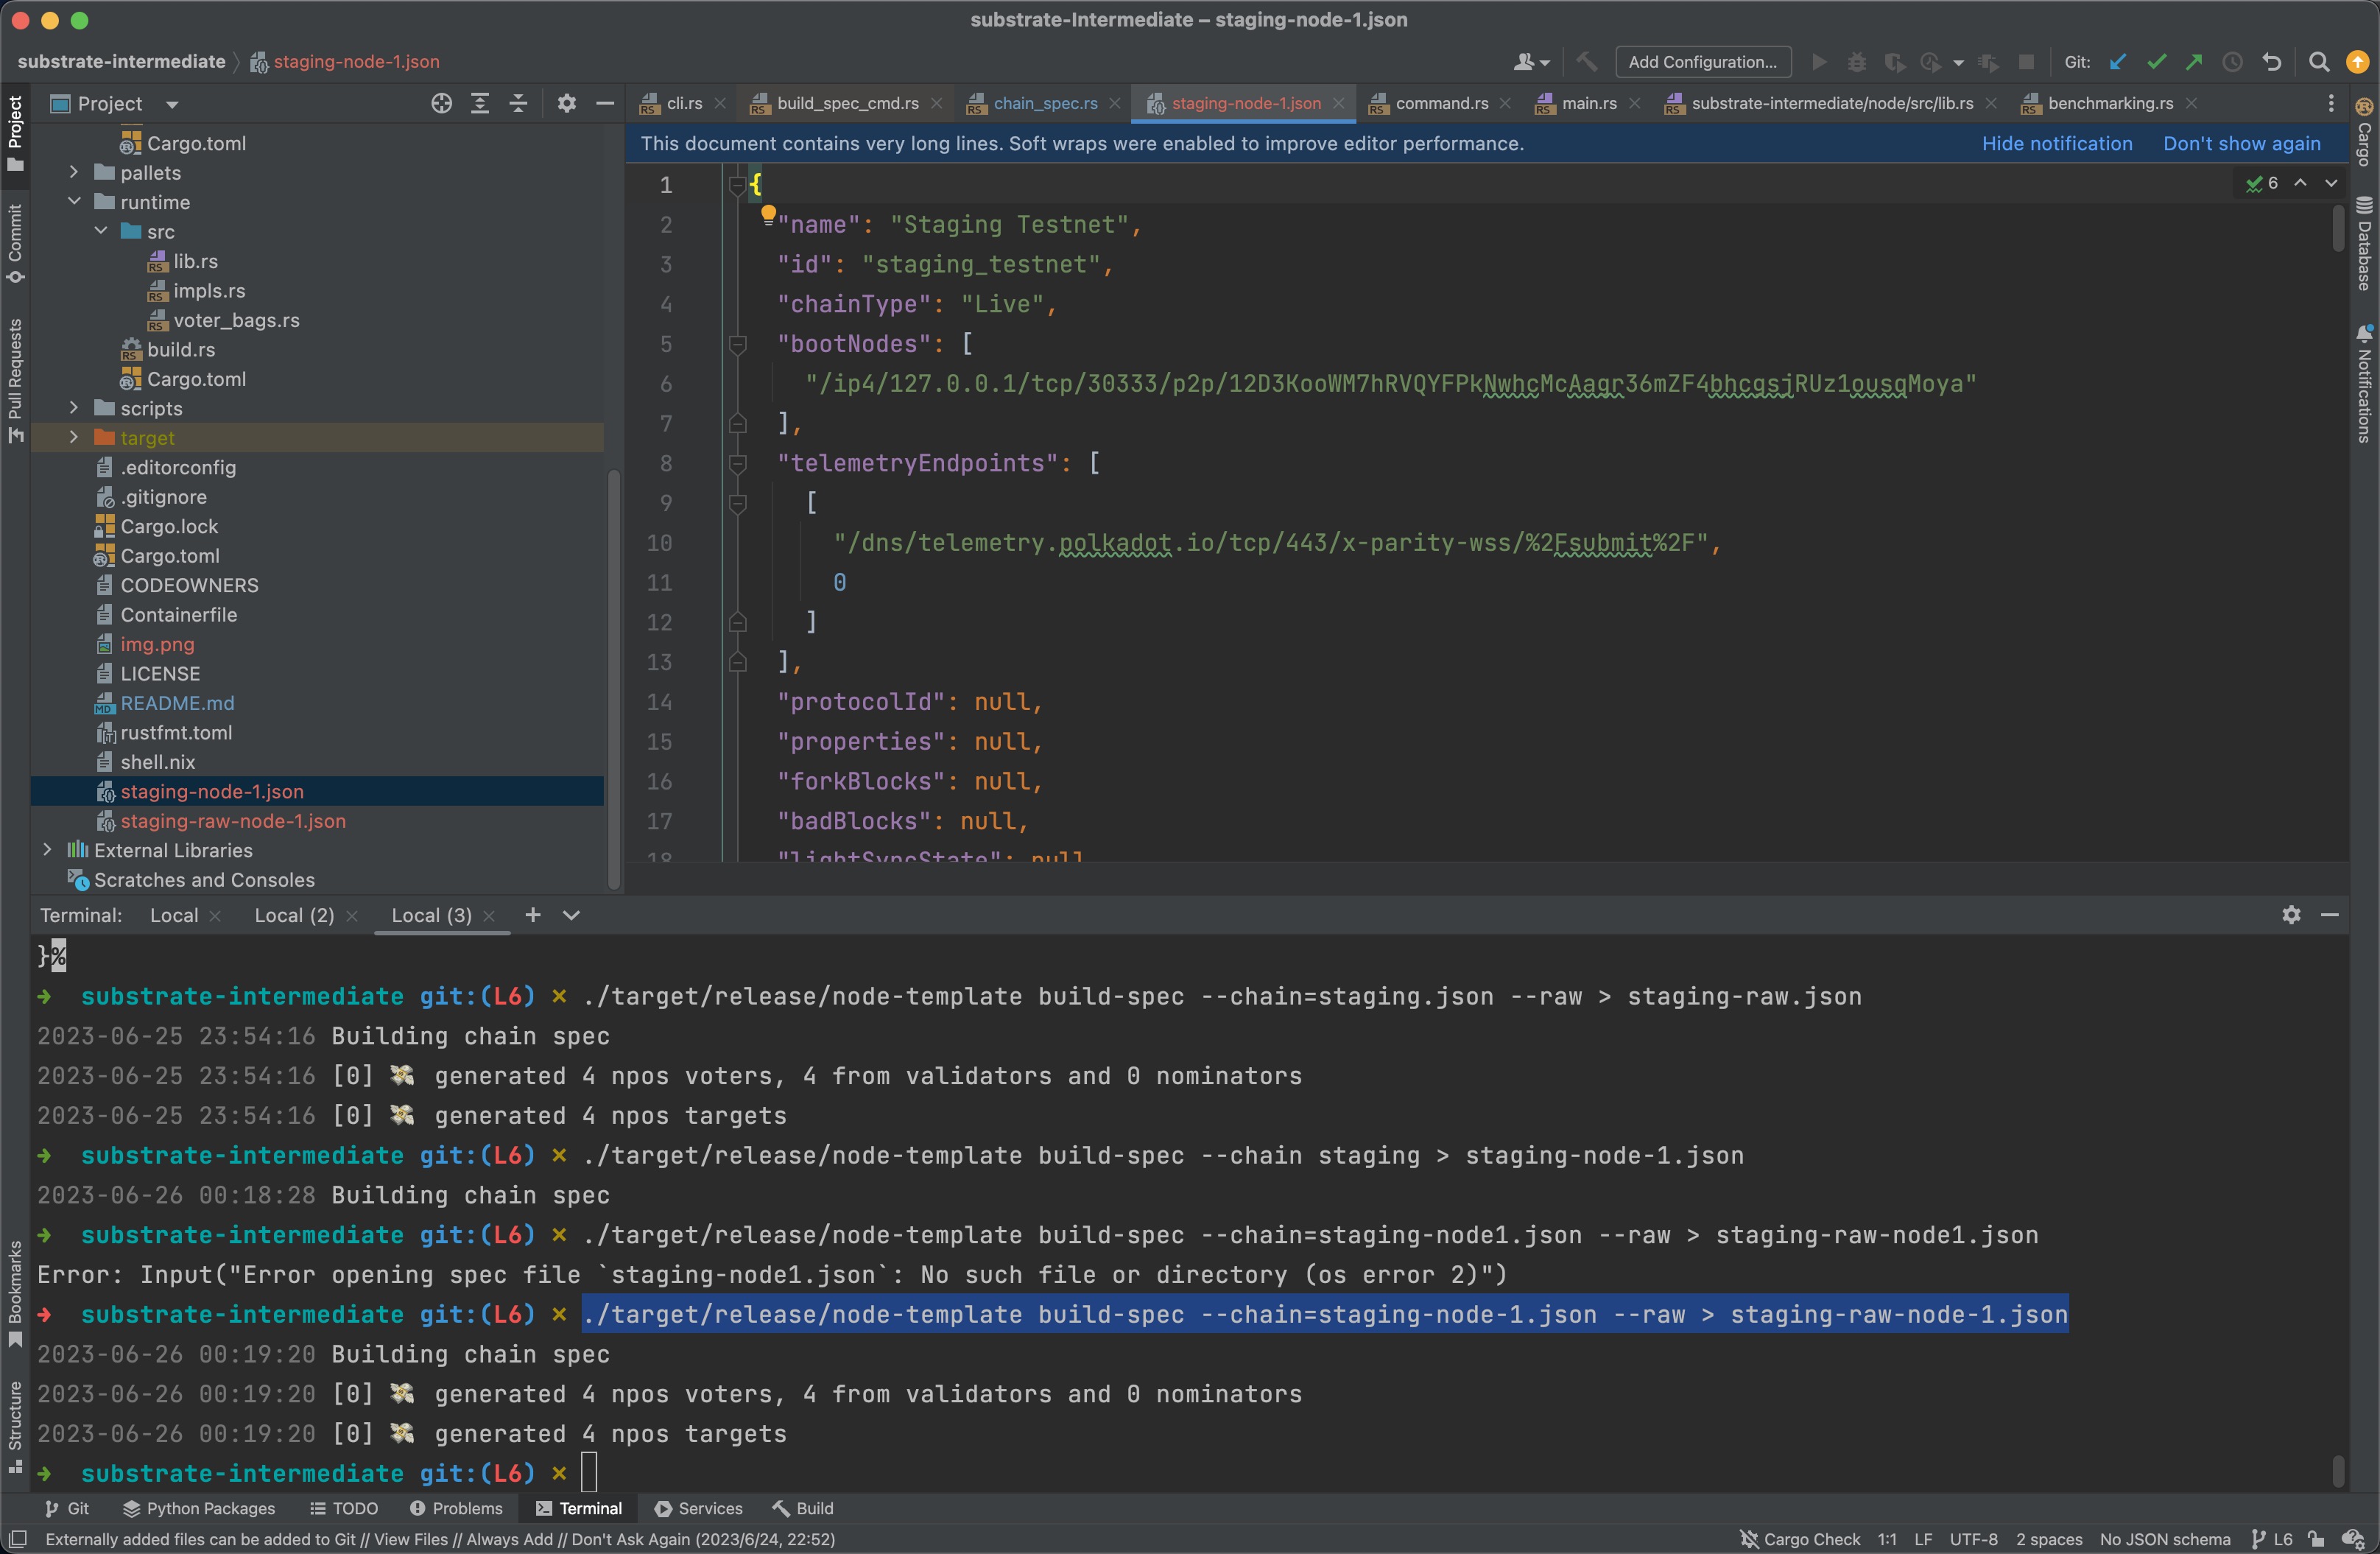 substrate-Intermediate – staging-node-1.json
substrate-intermediate staging-node-1.json
Add Configuration...
Git:
Project
cli.rs
build_spec_cmd.rs
chain_spec.rs
staging-node-1.json
command.rs
main.rs
substrate-intermediate/node/src/lib.rs
benchmarking.rs
This document contains very long lines. Soft wraps were enabled to improve editor performance.
Hide notification
Don't show again
Project
Commit
Pull Requests
Bookmarks
Structure
Cargo.toml
pallets
runtime
src
lib.rs
impls.rs
voter_bags.rs
build.rs
Cargo.toml
scripts
target
.editorconfig
.gitignore
Cargo.lock
Cargo.toml
CODEOWNERS
Containerfile
img.png
LICENSE
README.md
rustfmt.toml
shell.nix
staging-node-1.json
staging-raw-node-1.json
External Libraries
Scratches and Consoles
6
1 {
2 "name": "Staging Testnet",
3 "id": "staging_testnet",
4 "chainType": "Live",
5 "bootNodes": [
6 "/ip4/127.0.0.1/tcp/30333/p2p/12D3KooWM7hRVQYFPkNwhcMcAagr36mZF4bhcgsjRUz1ousqMoya"
7 ],
8 "telemetryEndpoints": [
9 [
10 "/dns/telemetry.polkadot.io/tcp/443/x-parity-wss/%2Fsubmit%2F",
11 0
12 ]
13 ],
14 "protocolId": null,
15 "properties": null,
16 "forkBlocks": null,
17 "badBlocks": null,
18 "lightSyncState": null
Cargo
Database
Notifications
Terminal:
Local
Local (2)
Local (3)
}%
➜ substrate-intermediate git:(L6) × ./target/release/node-template build-spec --chain=staging.json --raw > staging-raw.json
2023-06-25 23:54:16 Building chain spec
2023-06-25 23:54:16 [0] 💸 generated 4 npos voters, 4 from validators and 0 nominators
2023-06-25 23:54:16 [0] 💸 generated 4 npos targets
➜ substrate-intermediate git:(L6) × ./target/release/node-template build-spec --chain staging > staging-node-1.json
2023-06-26 00:18:28 Building chain spec
➜ substrate-intermediate git:(L6) × ./target/release/node-template build-spec --chain=staging-node1.json --raw > staging-raw-node1.json
Error: Input("Error opening spec file `staging-node1.json`: No such file or directory (os error 2)")
➜ substrate-intermediate git:(L6) × ./target/release/node-template build-spec --chain=staging-node-1.json --raw > staging-raw-node-1.json
2023-06-26 00:19:20 Building chain spec
2023-06-26 00:19:20 [0] 💸 generated 4 npos voters, 4 from validators and 0 nominators
2023-06-26 00:19:20 [0] 💸 generated 4 npos targets
➜ substrate-intermediate git:(L6) ×
Git
Python Packages
TODO
Problems
Terminal
Services
Build
Externally added files can be added to Git // View Files // Always Add // Don't Ask Again (2023/6/24, 22:52)
Cargo Check
1:1
LF
UTF-8
2 spaces
No JSON schema
L6